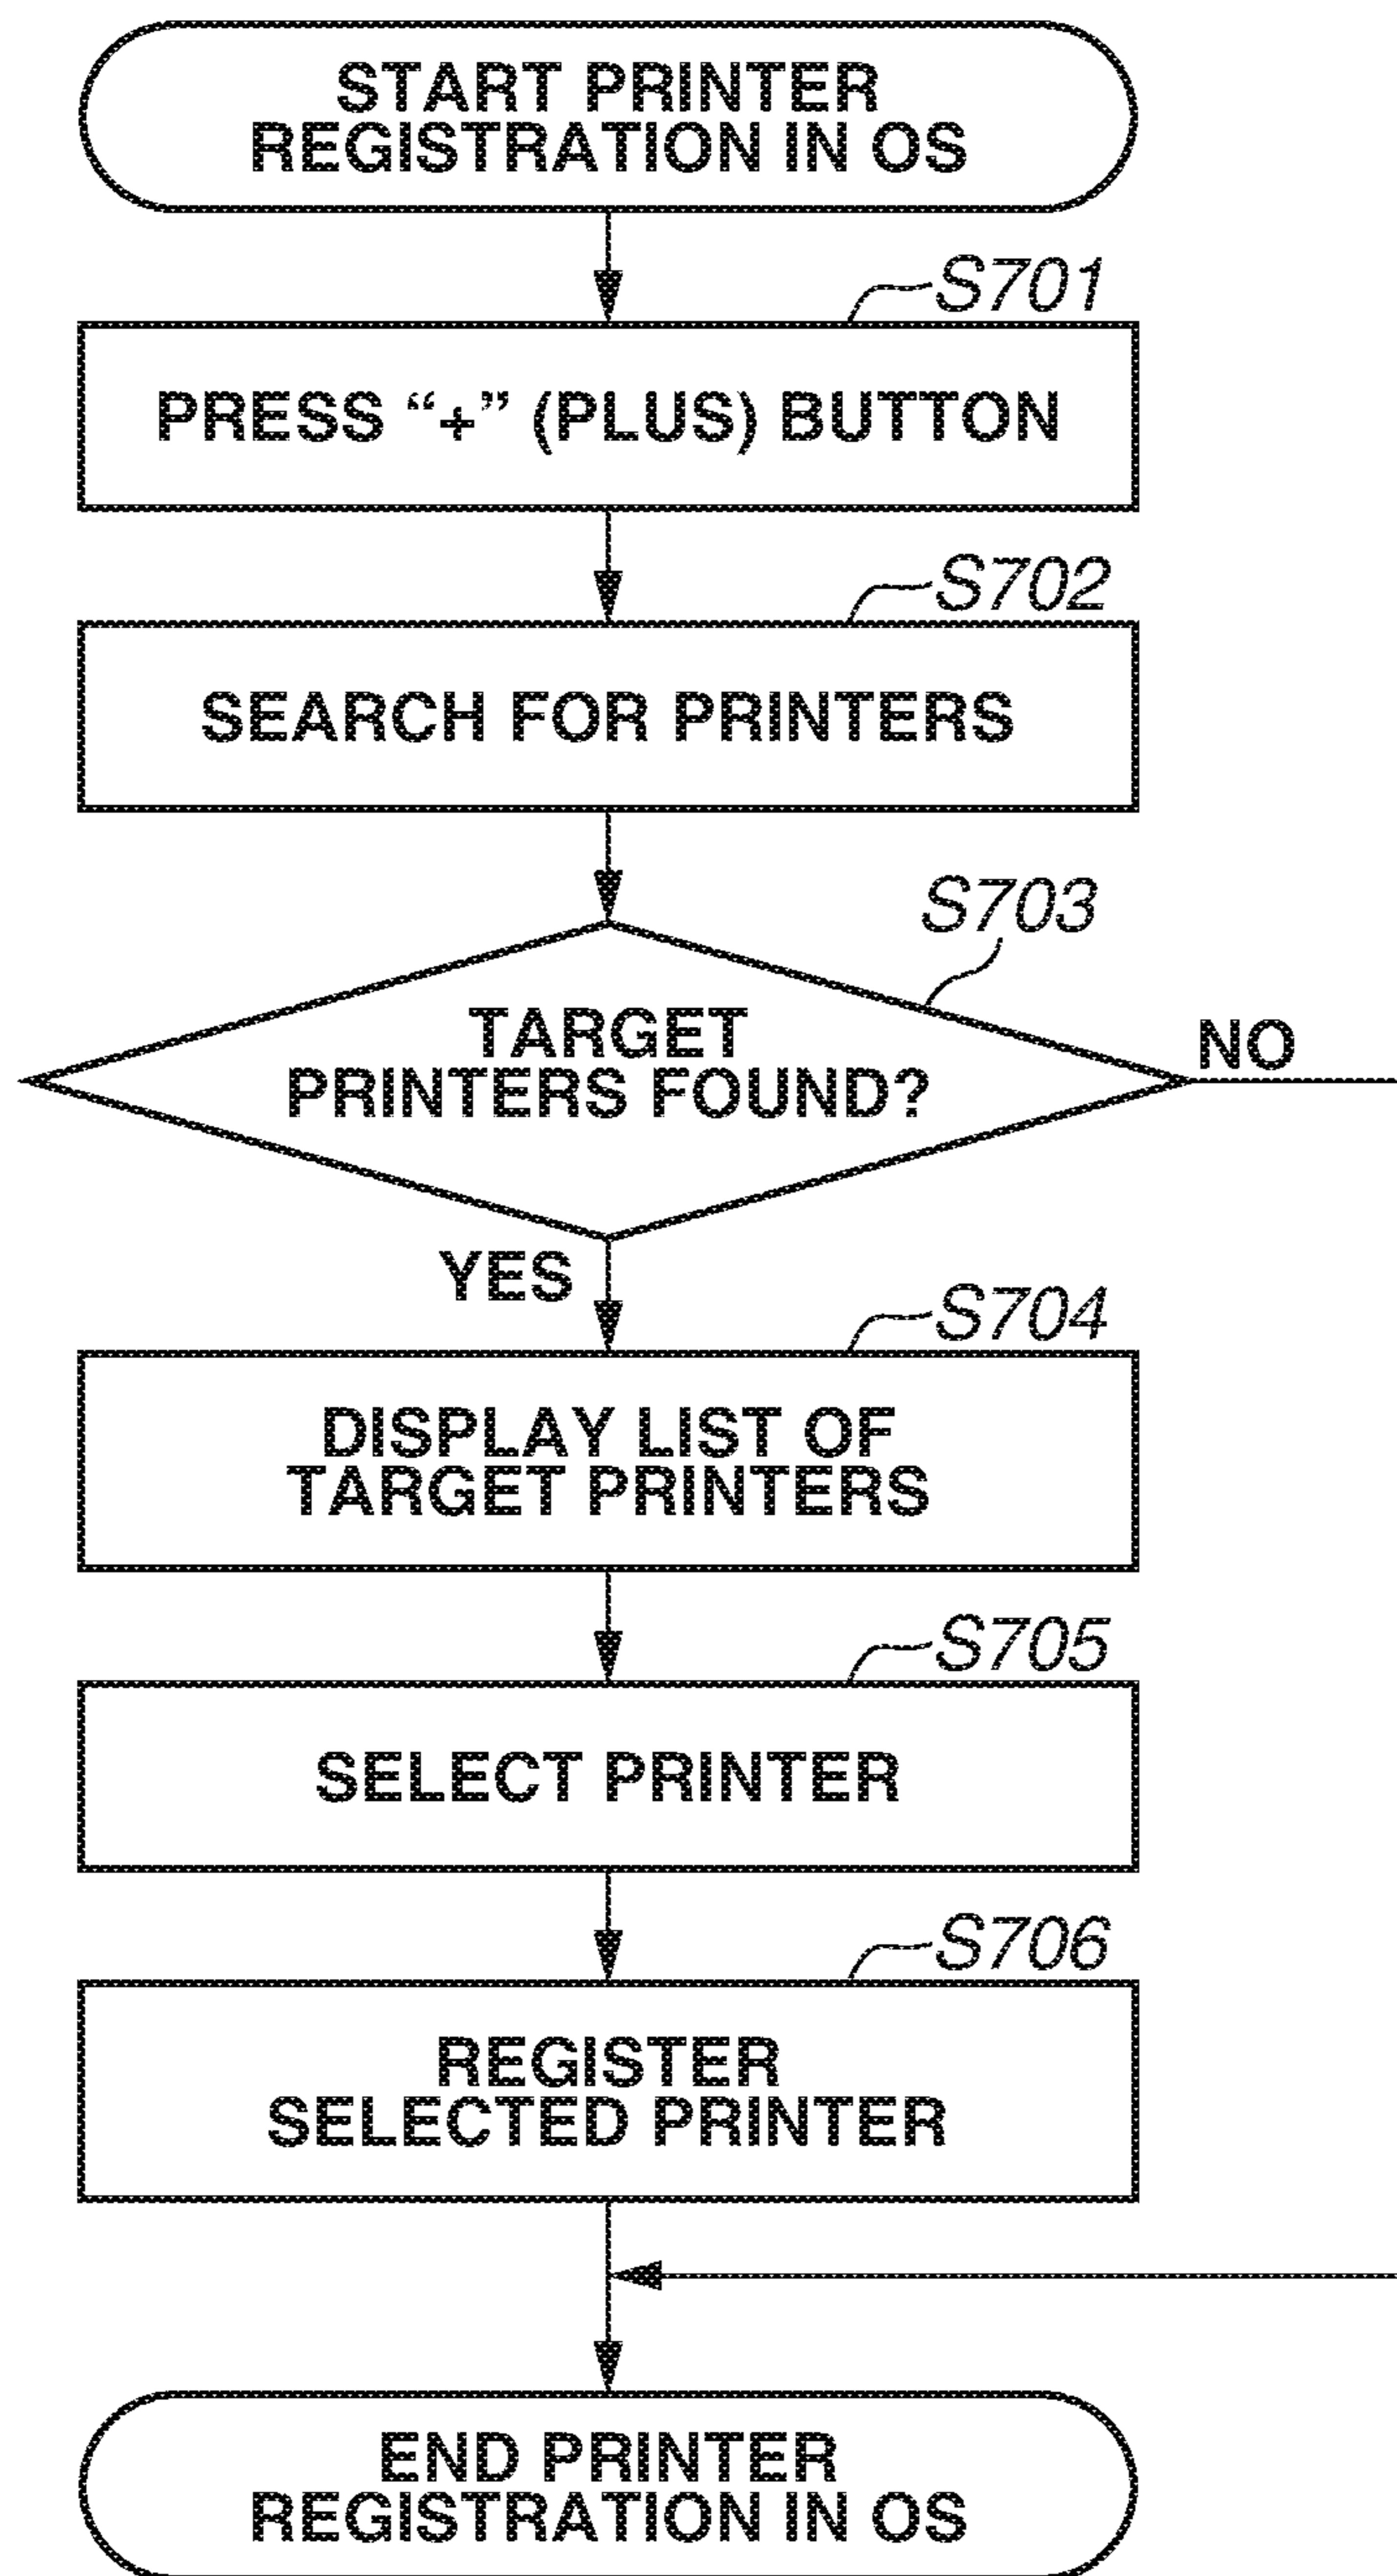 START PRINTER
REGISTRATION IN OS
S701
PRESS “+” (PLUS) BUTTON
S702
SEARCH FOR PRINTERS
S703
TARGET
PRINTERS FOUND?
NO
YES
S704
DISPLAY LIST OF
TARGET PRINTERS
S705
SELECT PRINTER
S706
REGISTER
SELECTED PRINTER
END PRINTER
REGISTRATION IN OS